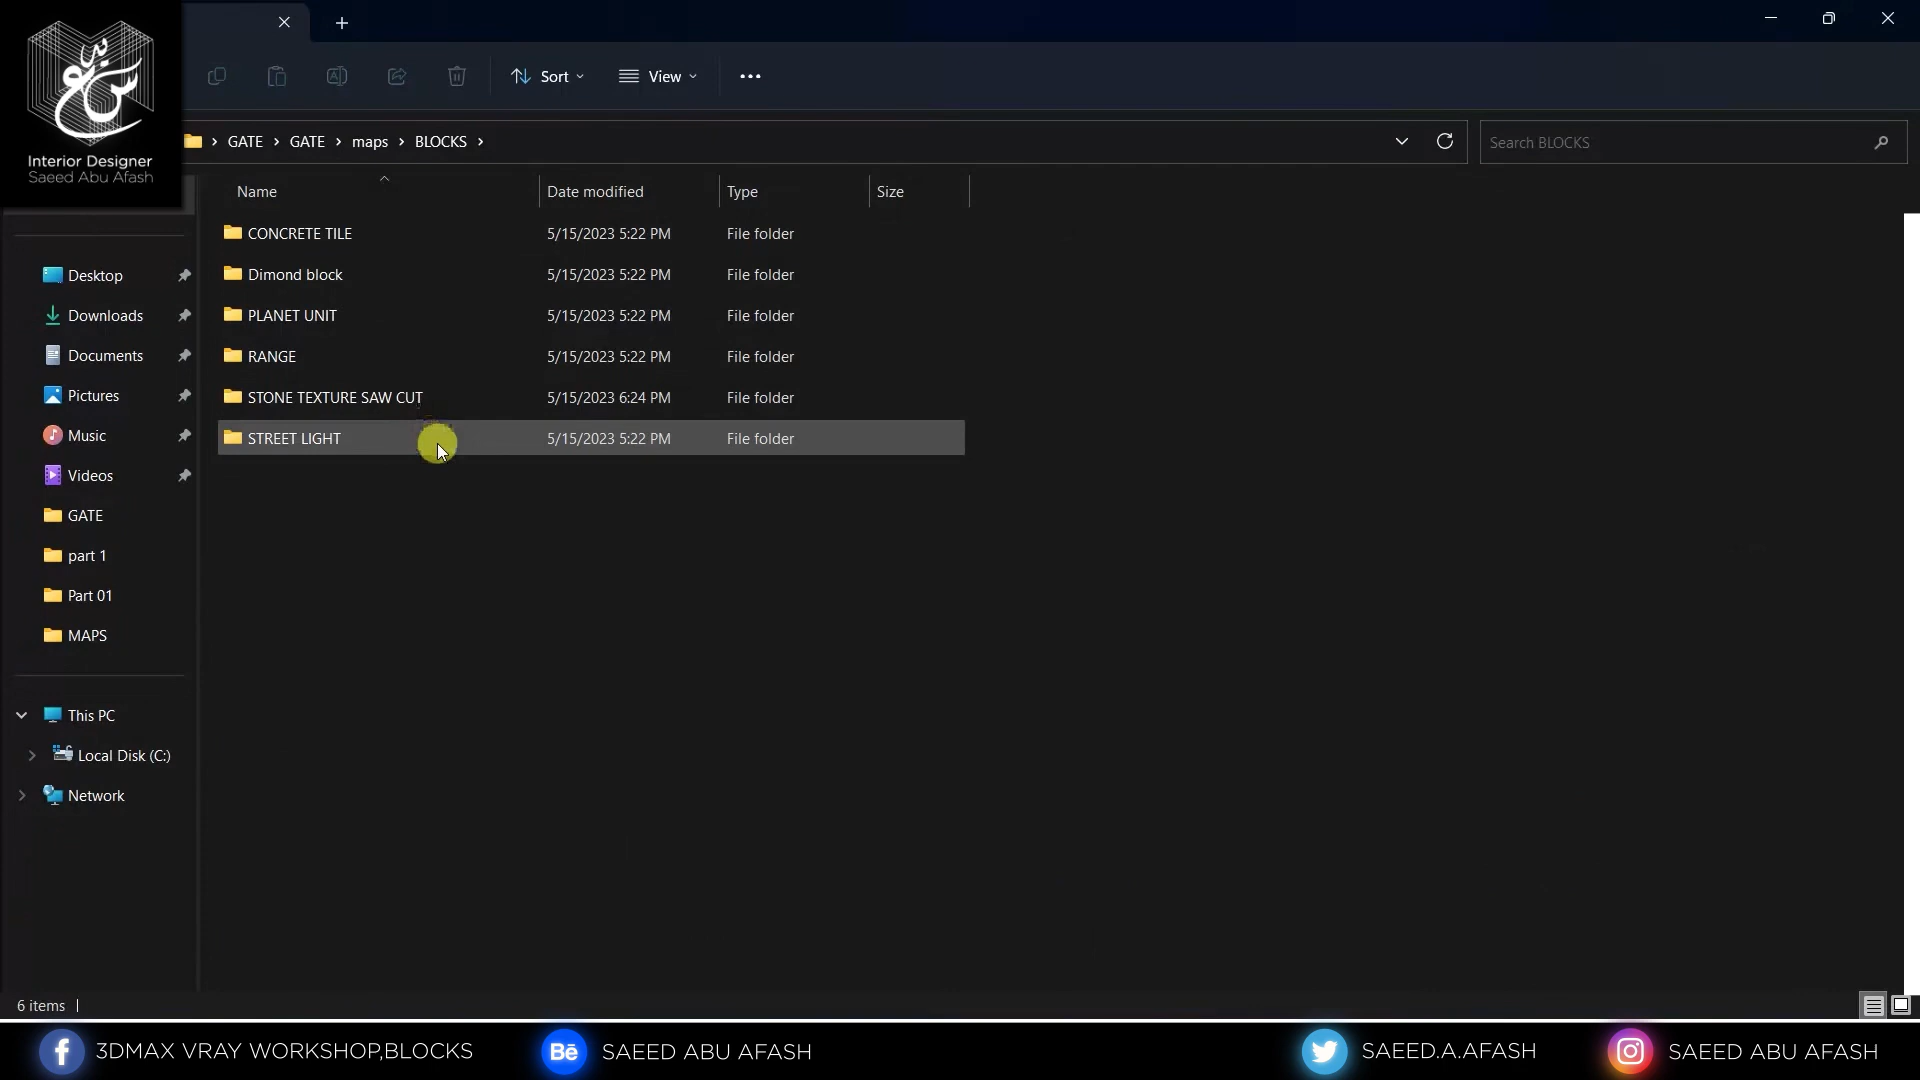 Interior Designer
Saeed Abu Afash
Sort
View
GATE
GATE
maps
BLOCKS
Search BLOCKS
Name Date modified Type Size
CONCRETE TILE 5/15/2023 5:22 PM File folder
Dimond block 5/15/2023 5:22 PM File folder
PLANET UNIT 5/15/2023 5:22 PM File folder
RANGE 5/15/2023 5:22 PM File folder
STONE TEXTURE SAW CUT 5/15/2023 6:24 PM File folder
STREET LIGHT 5/15/2023 5:22 PM File folder
Desktop
Downloads
Documents
Pictures
Music
Videos
GATE
part 1
Part 01
MAPS
This PC
Local Disk (C:)
Network
6 items
3DMAX VRAY WORKSHOP,BLOCKS
Bē
SAEED ABU AFASH
SAEED.A.AFASH
SAEED ABU AFASH